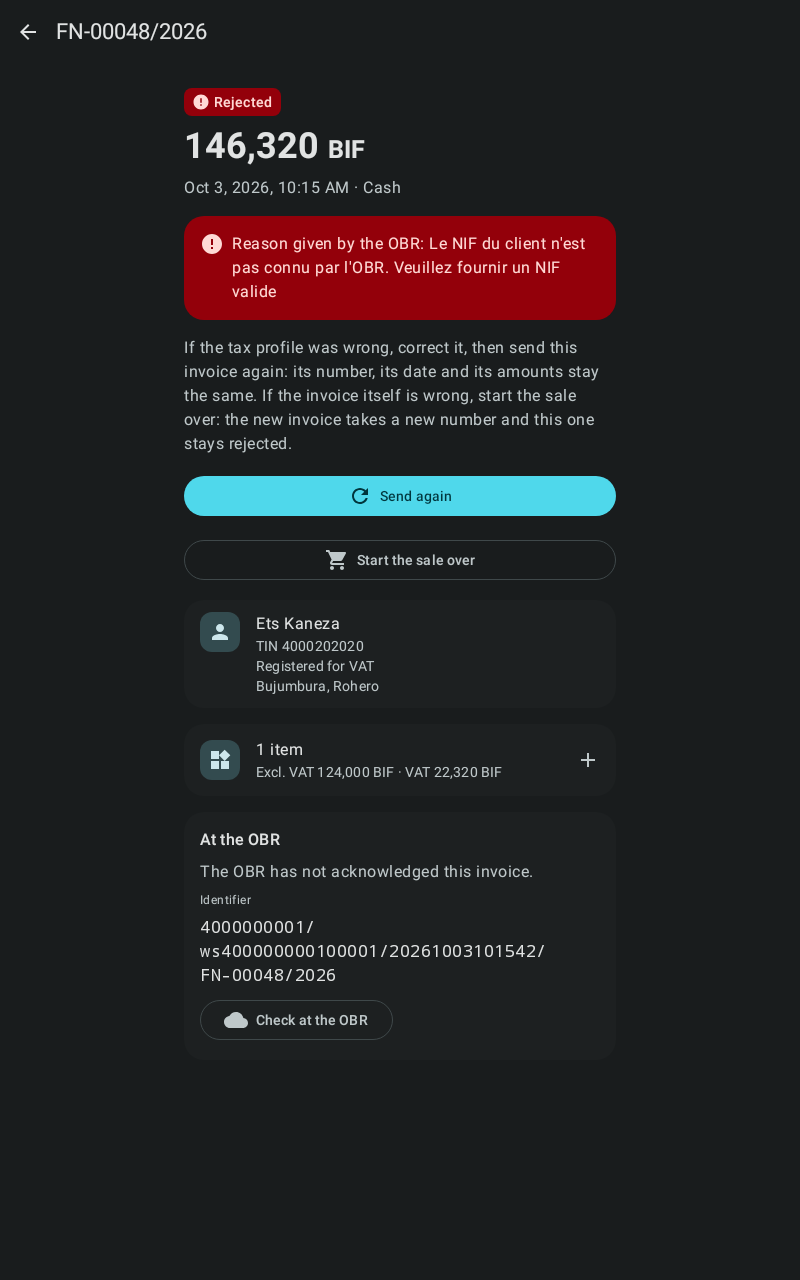 FN-00048/2026
Rejected
146,320 BIF
Oct 3, 2026, 10:15 AM · Cash
Reason given by the OBR: Le NIF du client n'est
pas connu par l'OBR. Veuillez fournir un NIF
valide
If the tax profile was wrong, correct it, then send this
invoice again: its number, its date and its amounts stay
the same. If the invoice itself is wrong, start the sale
over: the new invoice takes a new number and this one
stays rejected.
Send again
Start the sale over
Ets Kaneza
TIN 4000202020
Registered for VAT
Bujumbura, Rohero
1 item
Excl. VAT 124,000 BIF · VAT 22,320 BIF
At the OBR
The OBR has not acknowledged this invoice.
Identifier
4000000001/
ws400000000100001/20261003101542/
FN-00048/2026
Check at the OBR